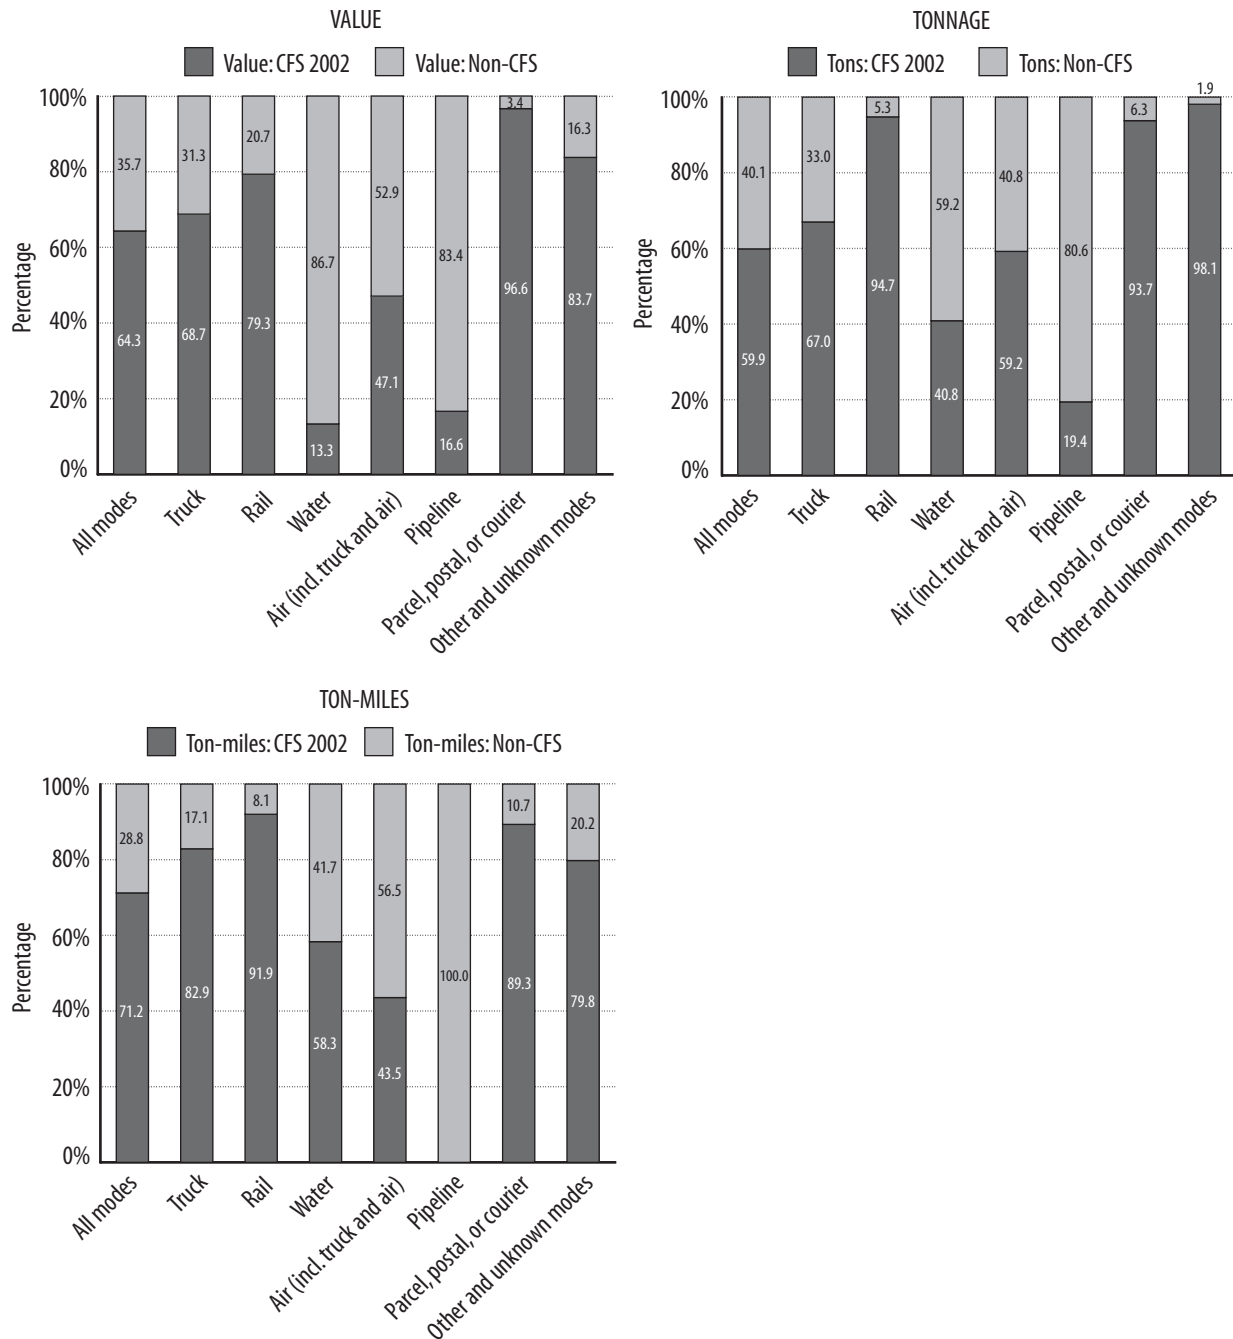 VALUE
Value: CFS 2002 Value: Non-CFS
Percentage
100%
80%
60%
40%
20%
0%
35.7 31.3 20.7 86.7 52.9 83.4 3.4 16.3
64.3 68.7 79.3 13.3 47.1 16.6 96.6 83.7
All modes
Truck
Rail
Water
Air (incl. truck and air)
Pipeline
Parcel, postal, or courier
Other and unknown modes
TONNAGE
Tons: CFS 2002 Tons: Non-CFS
Percentage
100%
80%
60%
40%
20%
0%
40.1 33.0 5.3 59.2 40.8 80.6 6.3 1.9
59.9 67.0 94.7 40.8 59.2 19.4 93.7 98.1
All modes
Truck
Rail
Water
Air (incl. truck and air)
Pipeline
Parcel, postal, or courier
Other and unknown modes
TON-MILES
Ton-miles: CFS 2002 Ton-miles: Non-CFS
Percentage
100%
80%
60%
40%
20%
0%
28.8 17.1 8.1 41.7 56.5 100.0 10.7 20.2
71.2 82.9 91.9 58.3 43.5 89.3 79.8
All modes
Truck
Rail
Water
Air (incl. truck and air)
Pipeline
Parcel, postal, or courier
Other and unknown modes